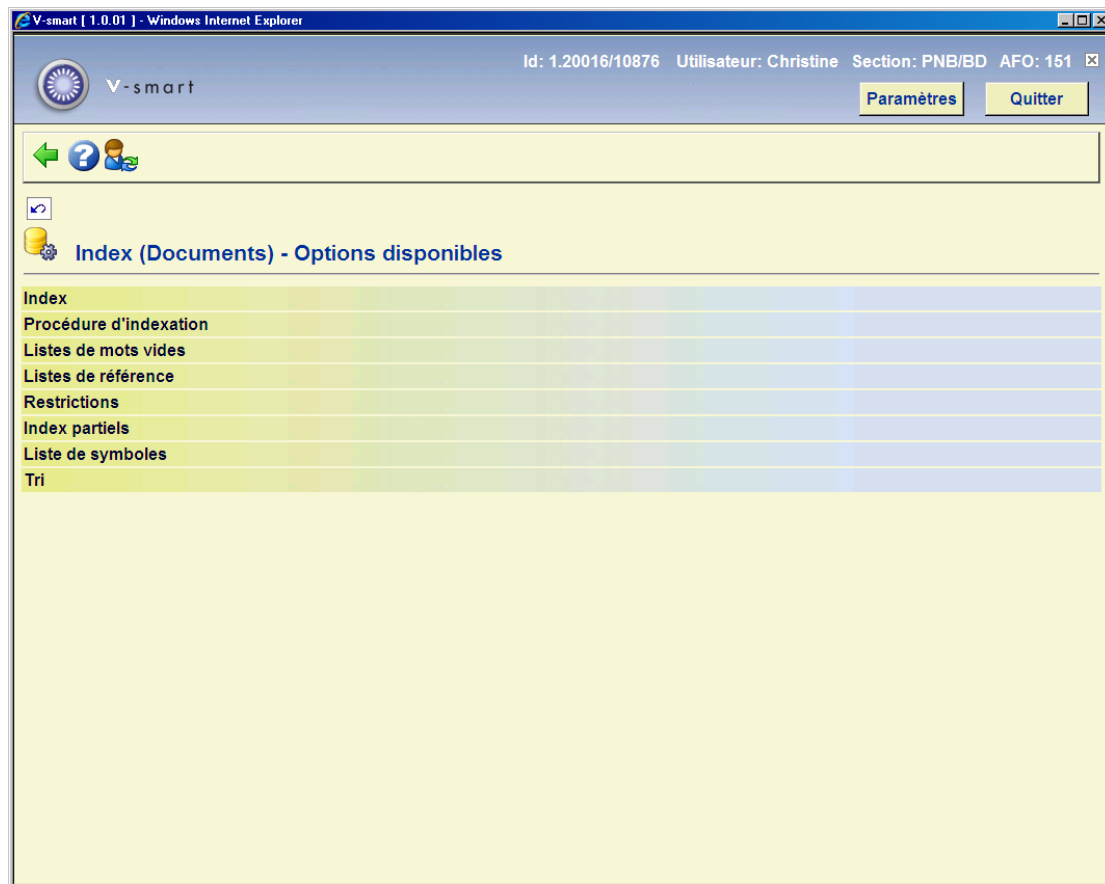 V-smart [ 1.0.01 ] - Windows Internet Explorer
Id: 1.20016/10876 Utilisateur: Christine Section: PNB/BD AFO: 151
V-smart
Paramètres Quitter
Index (Documents) - Options disponibles
Index
Procédure d'indexation
Listes de mots vides
Listes de référence
Restrictions
Index partiels
Liste de symboles
Tri